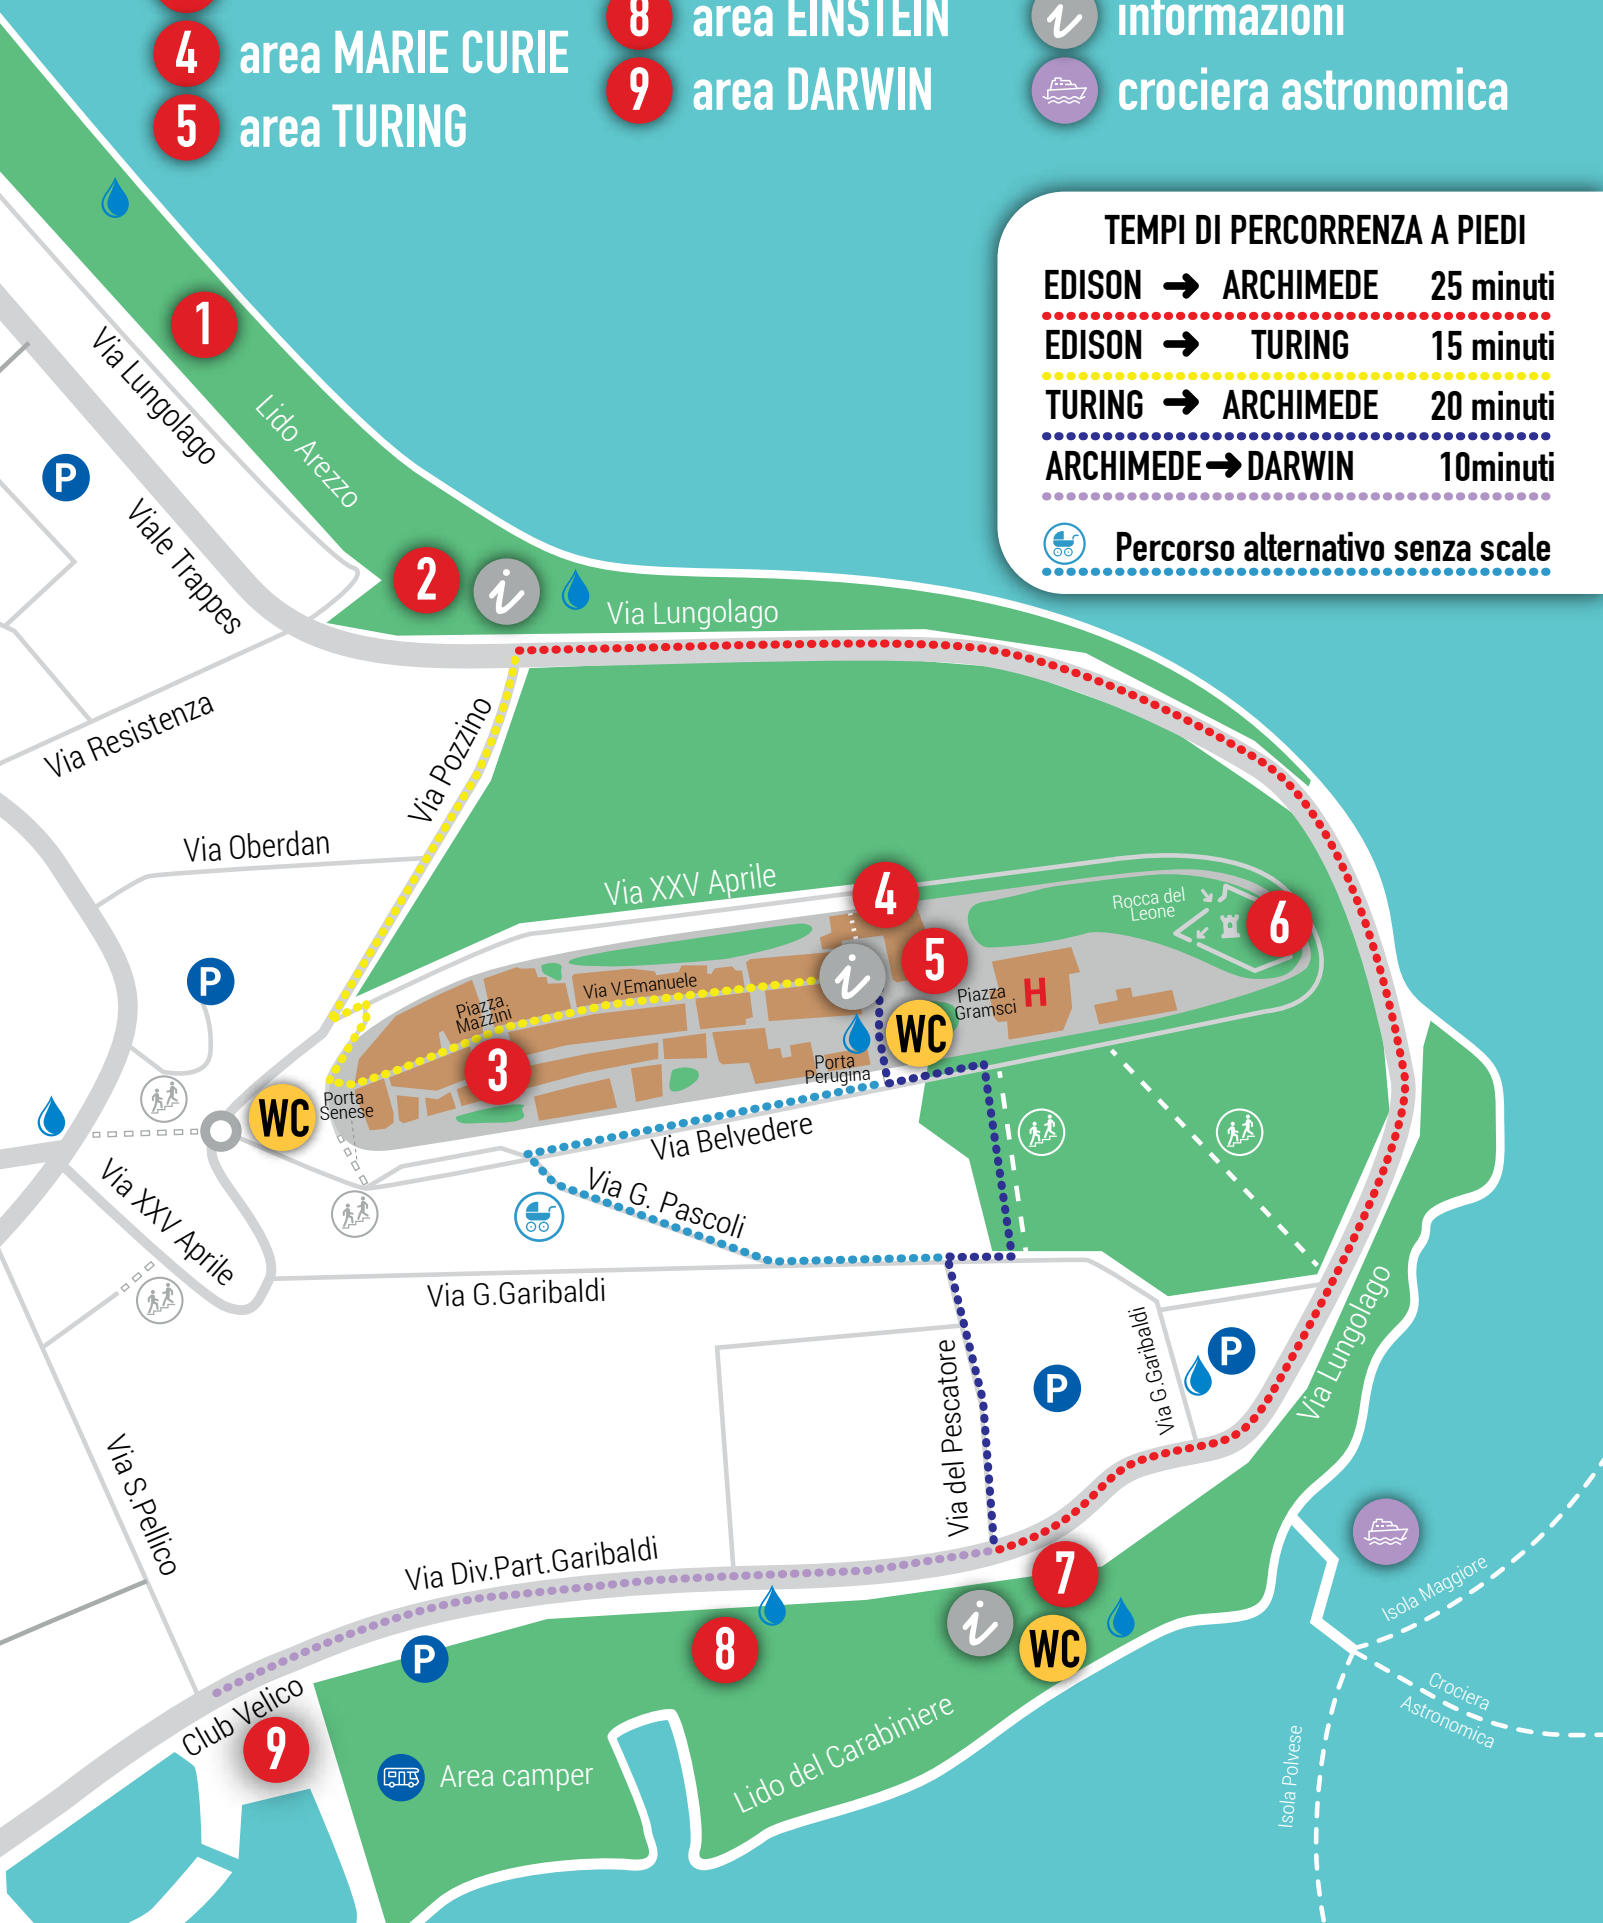 4 area MARIE CURIE
5 area TURING
8 area EINSTEIN
9 area DARWIN
i informazioni
crociera astronomica
TEMPI DI PERCORRENZA A PIEDI
EDISON ➔ ARCHIMEDE 25 minuti
EDISON ➔ TURING 15 minuti
TURING ➔ ARCHIMEDE 20 minuti
ARCHIMEDE ➔ DARWIN 10minuti
Percorso alternativo senza scale
1
Via Lungolago
Lido Arezzo
P
Viale Trappes
2
i
Via Lungolago
Via Resistenza
Via Pozzino
Via Oberdan
Via XXV Aprile
4
Rocca del
Leone
6
5
i
P
Via V.Emanuele
Piazza.
Mazzini
Piazza
Gramsci
H
WC
3
Porta
Perugina
Porta
Senese
WC
Via Belvedere
Via XXV Aprile
Via G. Pascoli
Via G.Garibaldi
Via Lungolago
Via G.Garibaldi
P
P
Via del Pescatore
Via S.Pellico
Via Div.Part.Garibaldi
7
i
WC
8
P
Isola Maggiore
Crociera
Astronomica
Isola Polvese
Club Velico
9
Area camper
Lido del Carabiniere